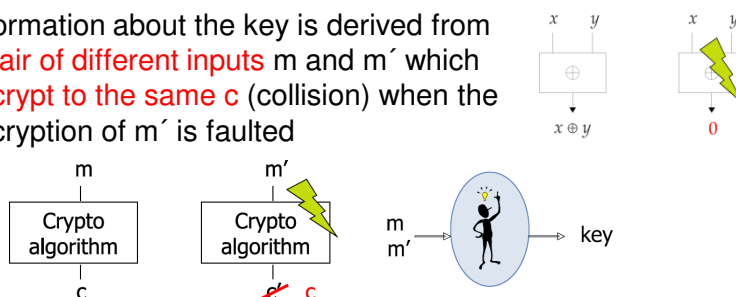 ormation about the key is derived from
air of different inputs m and m´ which
crypt to the same c (collision) when the
cryption of m´ is faulted
x y x y
⊕ ⊕
x ⊕ y 0
m m′
Crypto Crypto
algorithm algorithm
c c′ c
m
m′ key